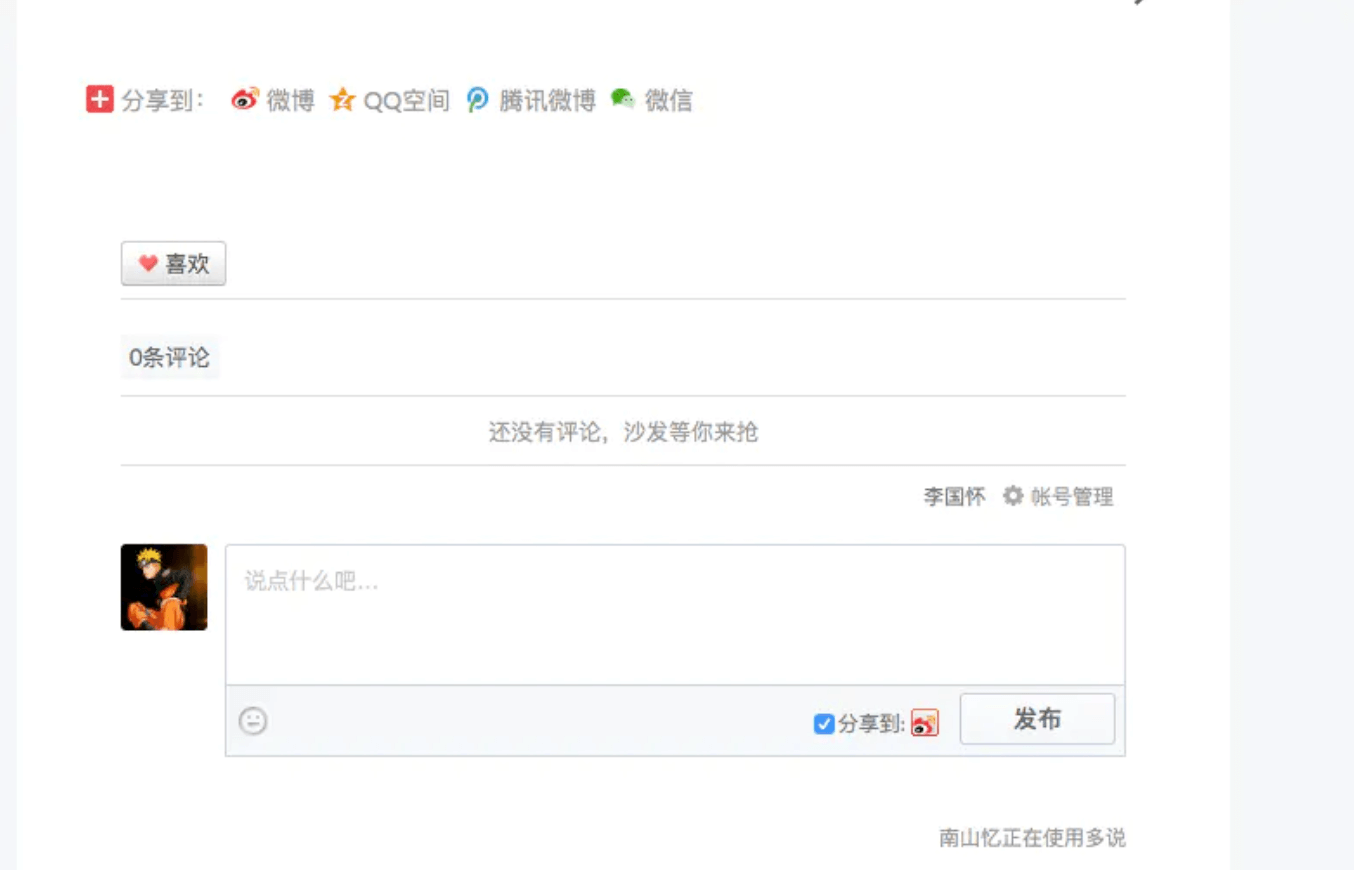 分享到： 微博 QQ空间 腾讯微博 微信
喜欢
0条评论
还没有评论，沙发等你来抢
李国怀 帐号管理
说点什么吧...
分享到: 发布
南山忆正在使用多说